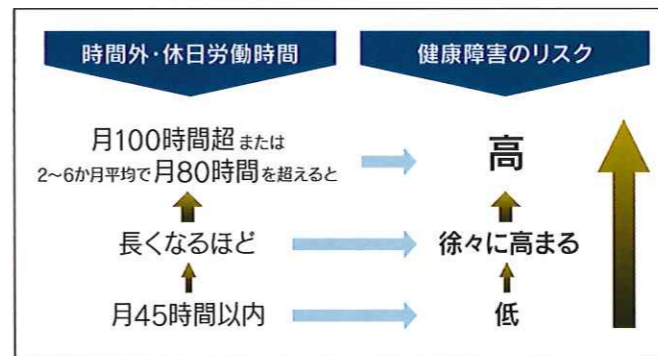 時間外・休日労働時間
健康障害のリスク
月100時間超または
2〜6か月平均で月80時間を超えると
高
長くなるほど
徐々に高まる
月45時間以内
低